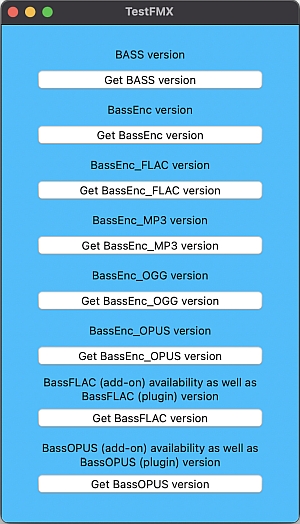 TestFMX
BASS version
Get BASS version
BassEnc version
Get BassEnc version
BassEnc_FLAC version
Get BassEnc_FLAC version
BassEnc_MP3 version
Get BassEnc_MP3 version
BassEnc_OGG version
Get BassEnc_OGG version
BassEnc_OPUS version
Get BassEnc_OPUS version
BassFLAC (add-on) availability as well as
BassFLAC (plugin) version
Get BassFLAC version
BassOPUS (add-on) availability as well as
BassOPUS (plugin) version
Get BassOPUS version